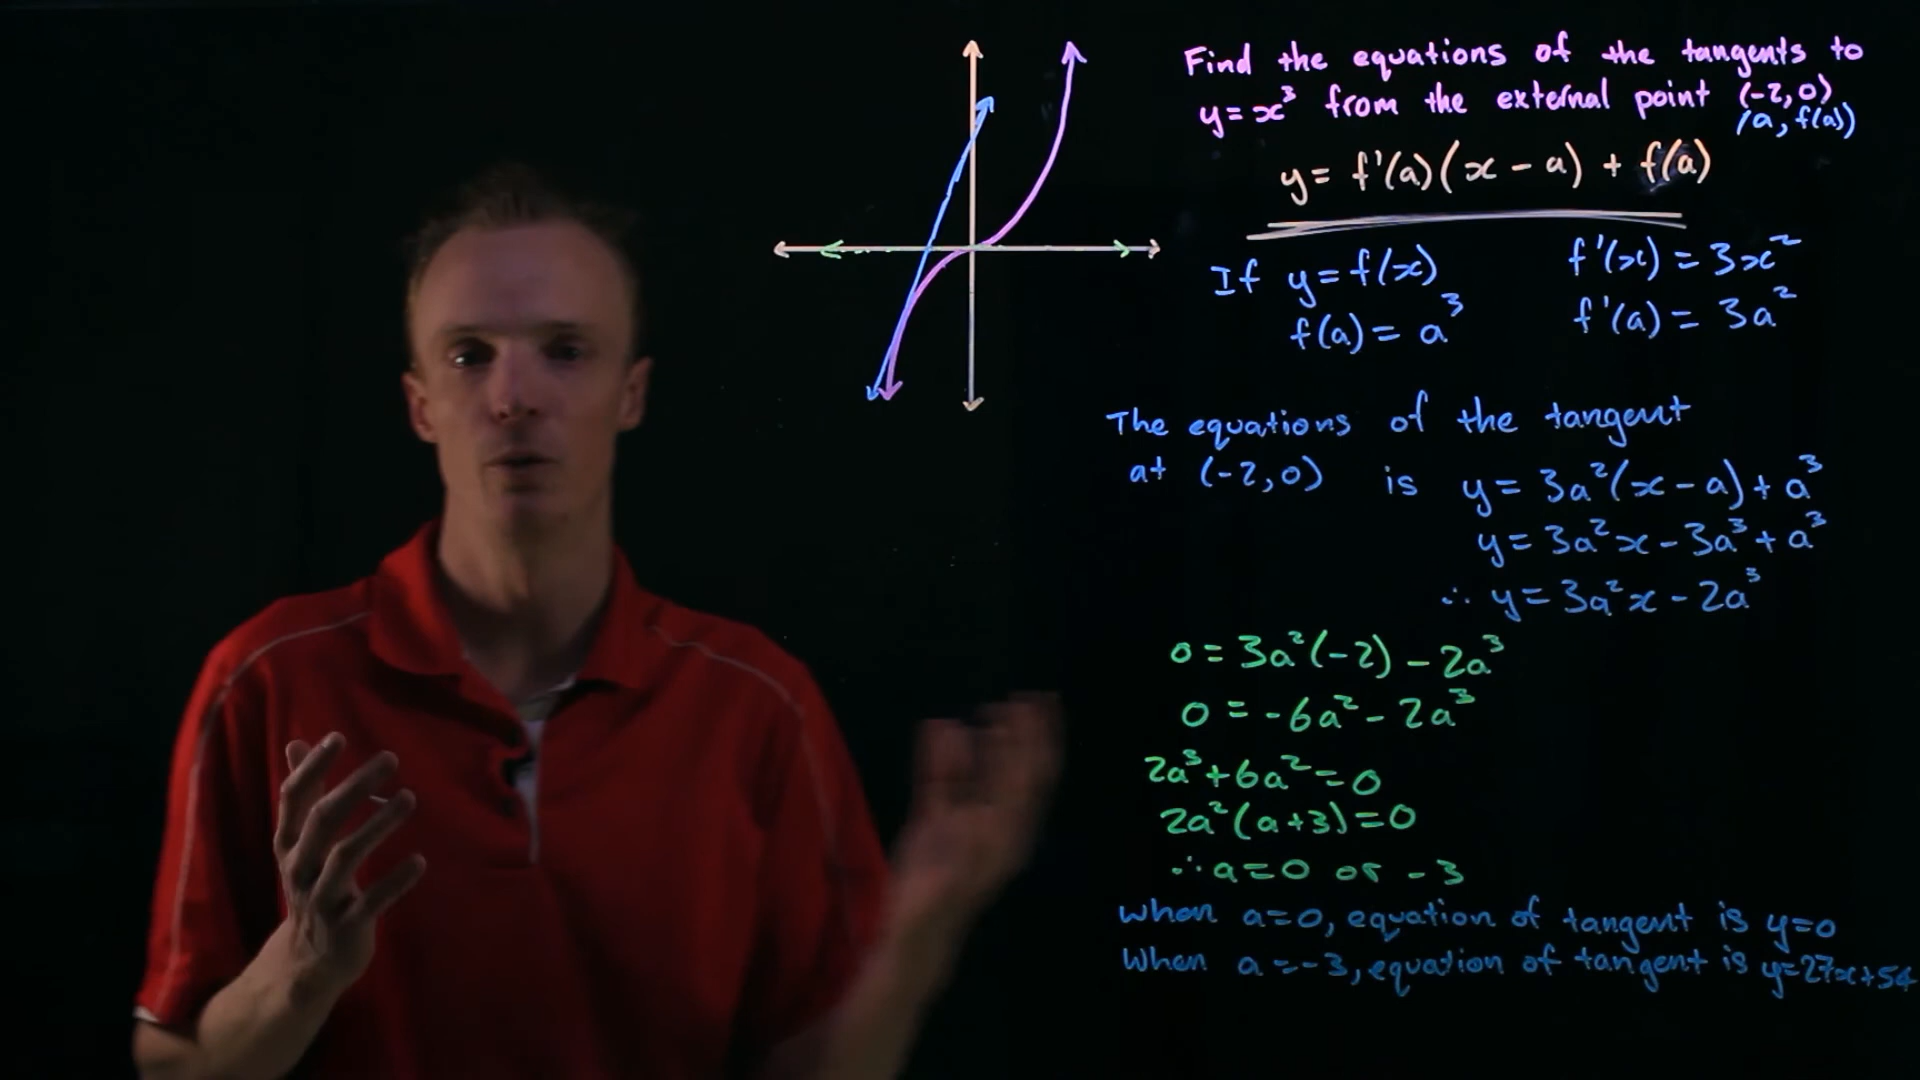 Find the equations of the tangents to
y = x³ from the external point (-2,0)
(a, f(a))
y = f'(a)(x - a) + f(a)
If y = f(x)
f'(x) = 3x²
f(a) = a³
f'(a) = 3a²
The equations of the tangent
at (-2,0) is y = 3a²(x - a) + a³
y = 3a²x - 3a³ + a³
∴ y = 3a²x - 2a³
0 = 3a²(-2) - 2a³
0 = -6a² - 2a³
2a³ + 6a² = 0
2a²(a + 3) = 0
∴ a = 0 or -3
When a = 0, equation of tangent is y = 0
When a = -3, equation of tangent is y = 27x + 54